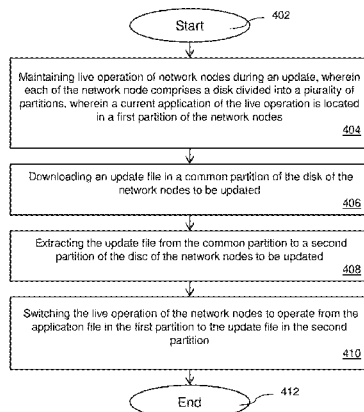 Start
402
Maintaining live operation of network nodes during an update, wherein
each of the network node comprises a disk divided into a plurality of
partitions, wherein a current application of the live operation is located
in a first partition of the network nodes
404
Downloading an update file in a common partition of the disk of the
network nodes to be updated
406
Extracting the update file from the common partition to a second
partition of the disc of the network nodes to be updated
408
Switching the live operation of the network nodes to operate from the
application file in the first partition to the update file in the second
partition
410
End
412